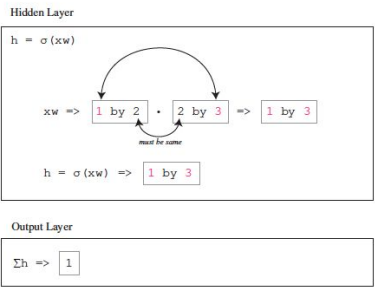 Hidden Layer
h = σ(xw)
xw => 1 by 2 · 2 by 3 => 1 by 3
must be same
h = σ(xw) => 1 by 3
Output Layer
Σh => 1